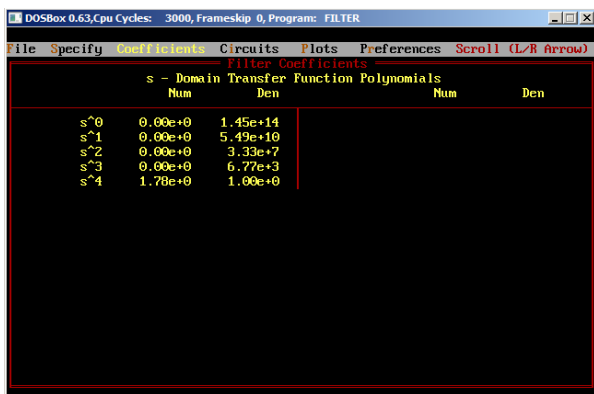 DOSBox 0.63,Cpu Cycles: 3000, Frameskip 0, Program: FILTER
File Specify Coefficients Circuits Plots Preferences Scroll (L/R Arrow)
Filter Coefficients
s - Domain Transfer Function Polynomials
Num Den Num Den
s^0 0.00e+0 1.45e+14
s^1 0.00e+0 5.49e+10
s^2 0.00e+0 3.33e+7
s^3 0.00e+0 6.77e+3
s^4 1.78e+0 1.00e+0